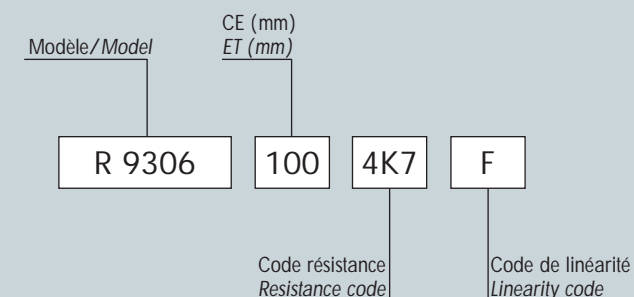 CE (mm)
Modèle/Model
ET (mm)
R 9306 100 4K7 F
Code résistance Code de linéarité
Resistance code Linearity code